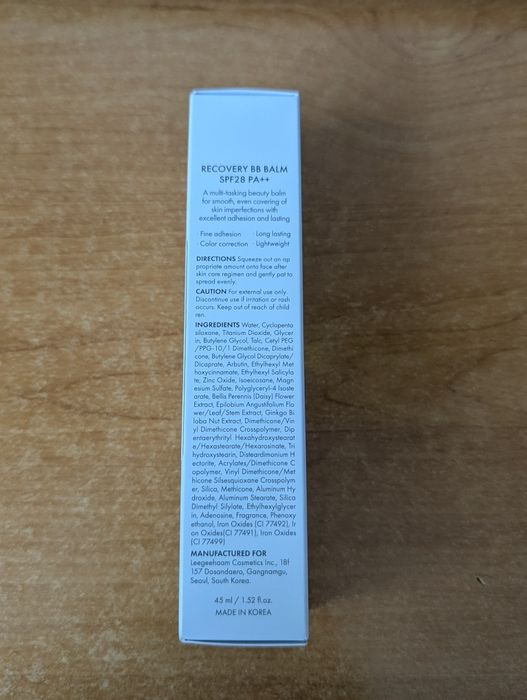 RECOVERY BB BALM
SPF28 PA++
A multi-tasking beauty balm
for smooth, even covering of
skin imperfections with
excellent adhesion and lasting
· Fine adhesion · Long lasting
· Color correction · Lightweight
DIRECTIONS Squeeze out an ap
propriate amount onto face after
skin care regimen and gently pat to
spread evenly.
CAUTION For external use only.
Discontinue use if irritation or rash
occurs. Keep out of reach of child
ren.
INGREDIENTS Water, Cyclopenta
siloxane, Titanium Dioxide, Glycer
in, Butylene Glycol, Talc, Cetyl PEG
/PPG-10/1 Dimethicone, Dimethi
cone, Butylene Glycol Dicaprylate/
Dicaprate, Arbutin, Ethylhexyl Met
hoxycinnamate, Ethylhexyl Salicyla
te, Zinc Oxide, Isoeicosane, Magn
esium Sulfate, Polyglyceryl-4 Isoste
arate, Bellis Perennis (Daisy) Flower
Extract, Epilobium Angustifolium Flo
wer/Leaf/Stem Extract, Ginkgo Bi
loba Nut Extract, Dimethicone/Vin
yl Dimethicone Crosspolymer, Dip
entaerythrityl Hexahydroxystearat
e/Hexastearate/Hexarosinate, Tri
hydroxystearin, Disteardimonium H
ectorite, Acrylates/Dimethicone C
opolymer, Vinyl Dimethicone/Met
hicone Silsesquioxane Crosspolym
er, Silica, Methicone, Aluminum Hy
droxide, Aluminum Stearate, Silica
Dimethyl Silylate, Ethylhexylglycer
in, Adenosine, Fragrance, Phenoxy
ethanol, Iron Oxides (CI 77492), Ir
on Oxides(CI 77491), Iron Oxides
(CI 77499)
MANUFACTURED FOR
Leegeehaam Cosmetics Inc., 18f
157 Dosandaero, Gangnamgu,
Seoul, South Korea.
45 ml / 1.52 fl.oz.
MADE IN KOREA